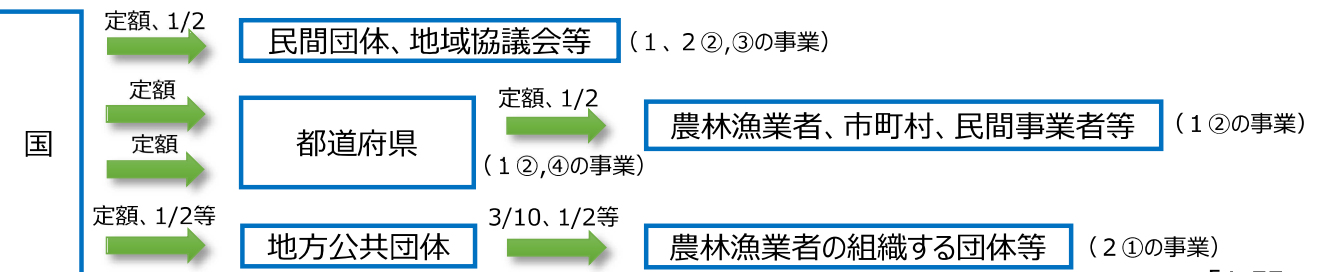 定額、1/2
民間団体、地域協議会等
（１、２②,③の事業）
国
定額
定額
都道府県
（１②,④の事業）
定額、1/2
農林漁業者、市町村、民間事業者等
（１②の事業）
定額、1/2等
地方公共団体
3/10、1/2等
農林漁業者の組織する団体等
（２①の事業）